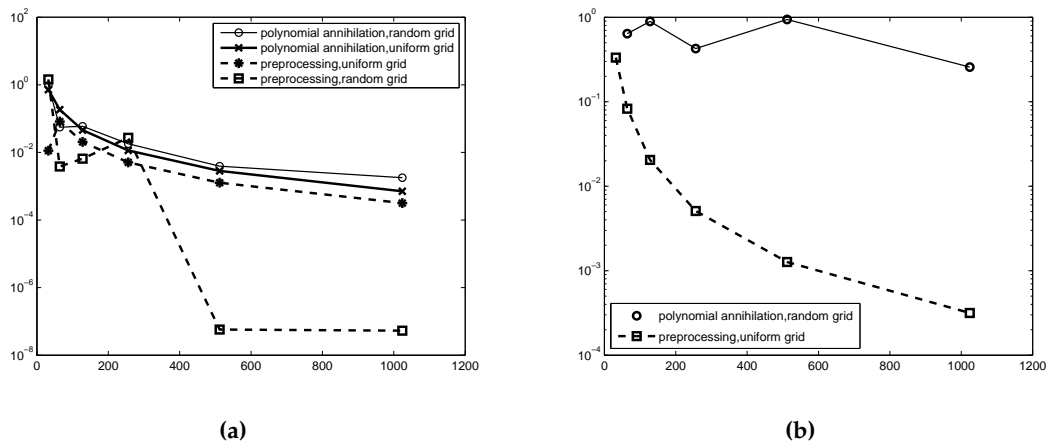 10^2
10^0
10^-2
10^-4
10^-6
10^-8
0 200 400 600 800 1000 1200
polynomial annihilation,random grid
polynomial annihilation,uniform grid
preprocessing,uniform grid
preprocessing,random grid
(a)
10^0
10^-1
10^-2
10^-3
10^-4
0 200 400 600 800 1000 1200
polynomial annihilation,random grid
preprocessing,uniform grid
(b)